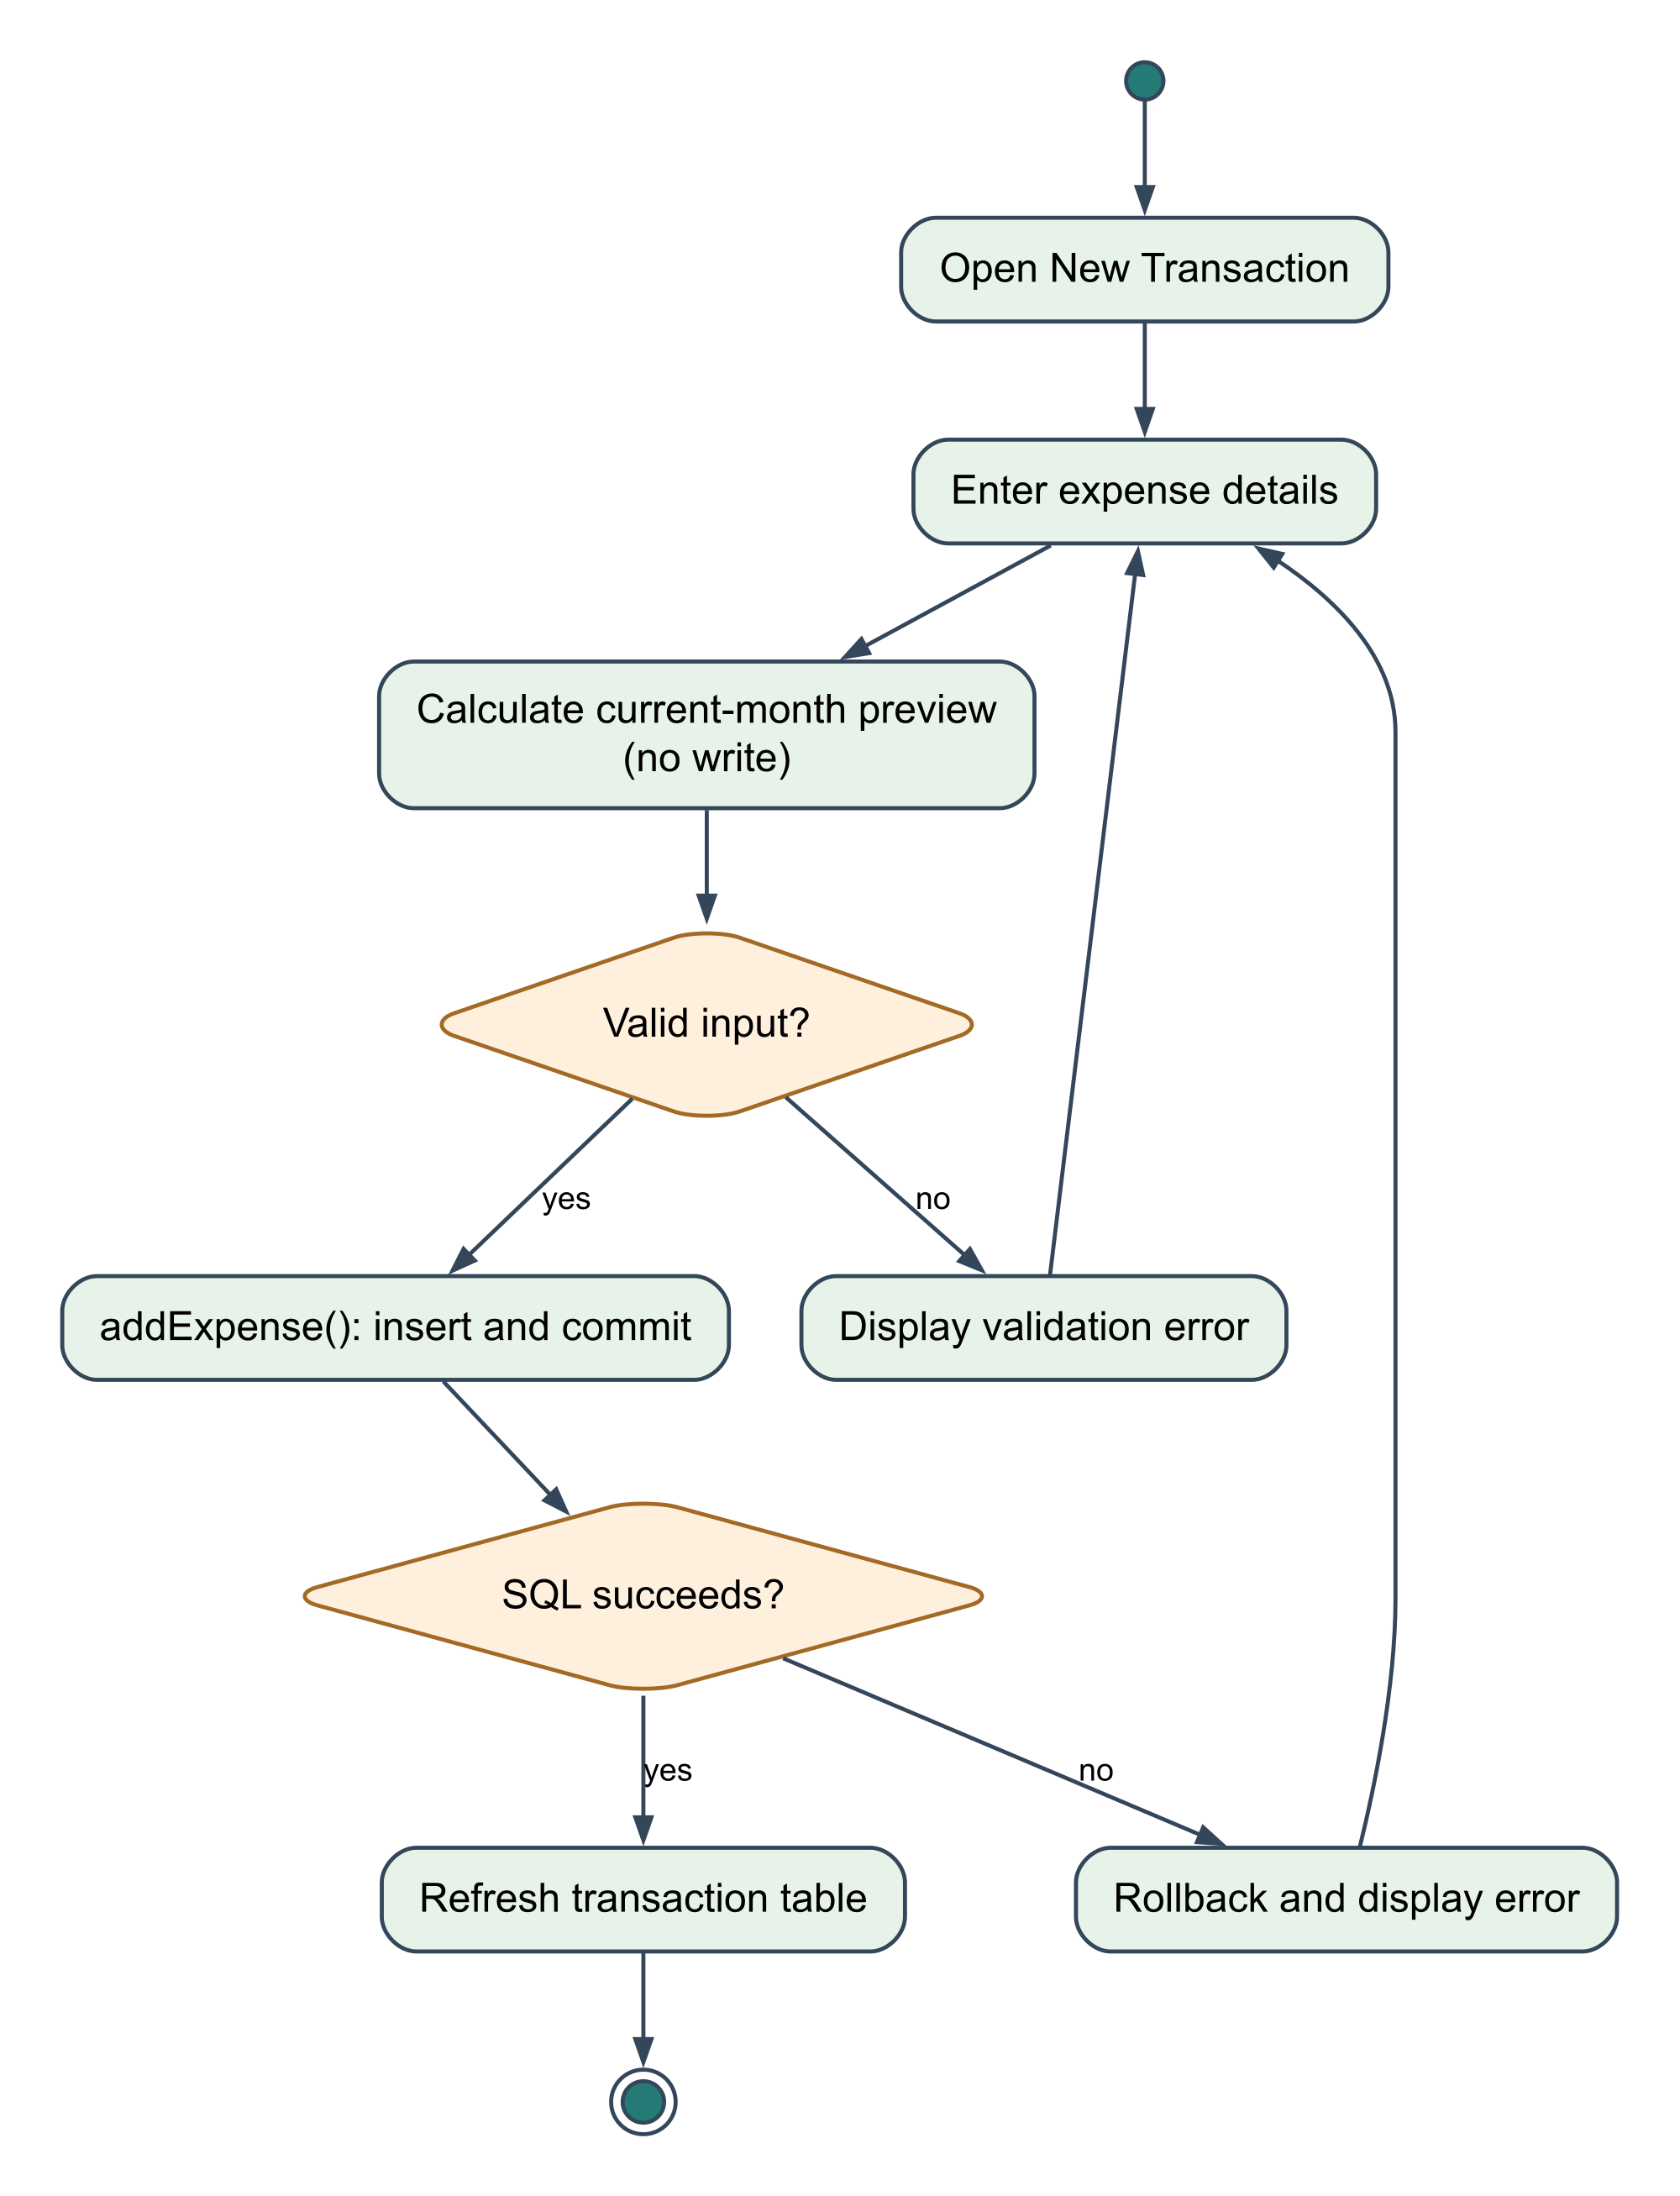 Open New Transaction
Enter expense details
Calculate current-month preview
(no write)
Valid input?
yes
no
addExpense(): insert and commit
Display validation error
SQL succeeds?
yes
no
Refresh transaction table
Rollback and display error